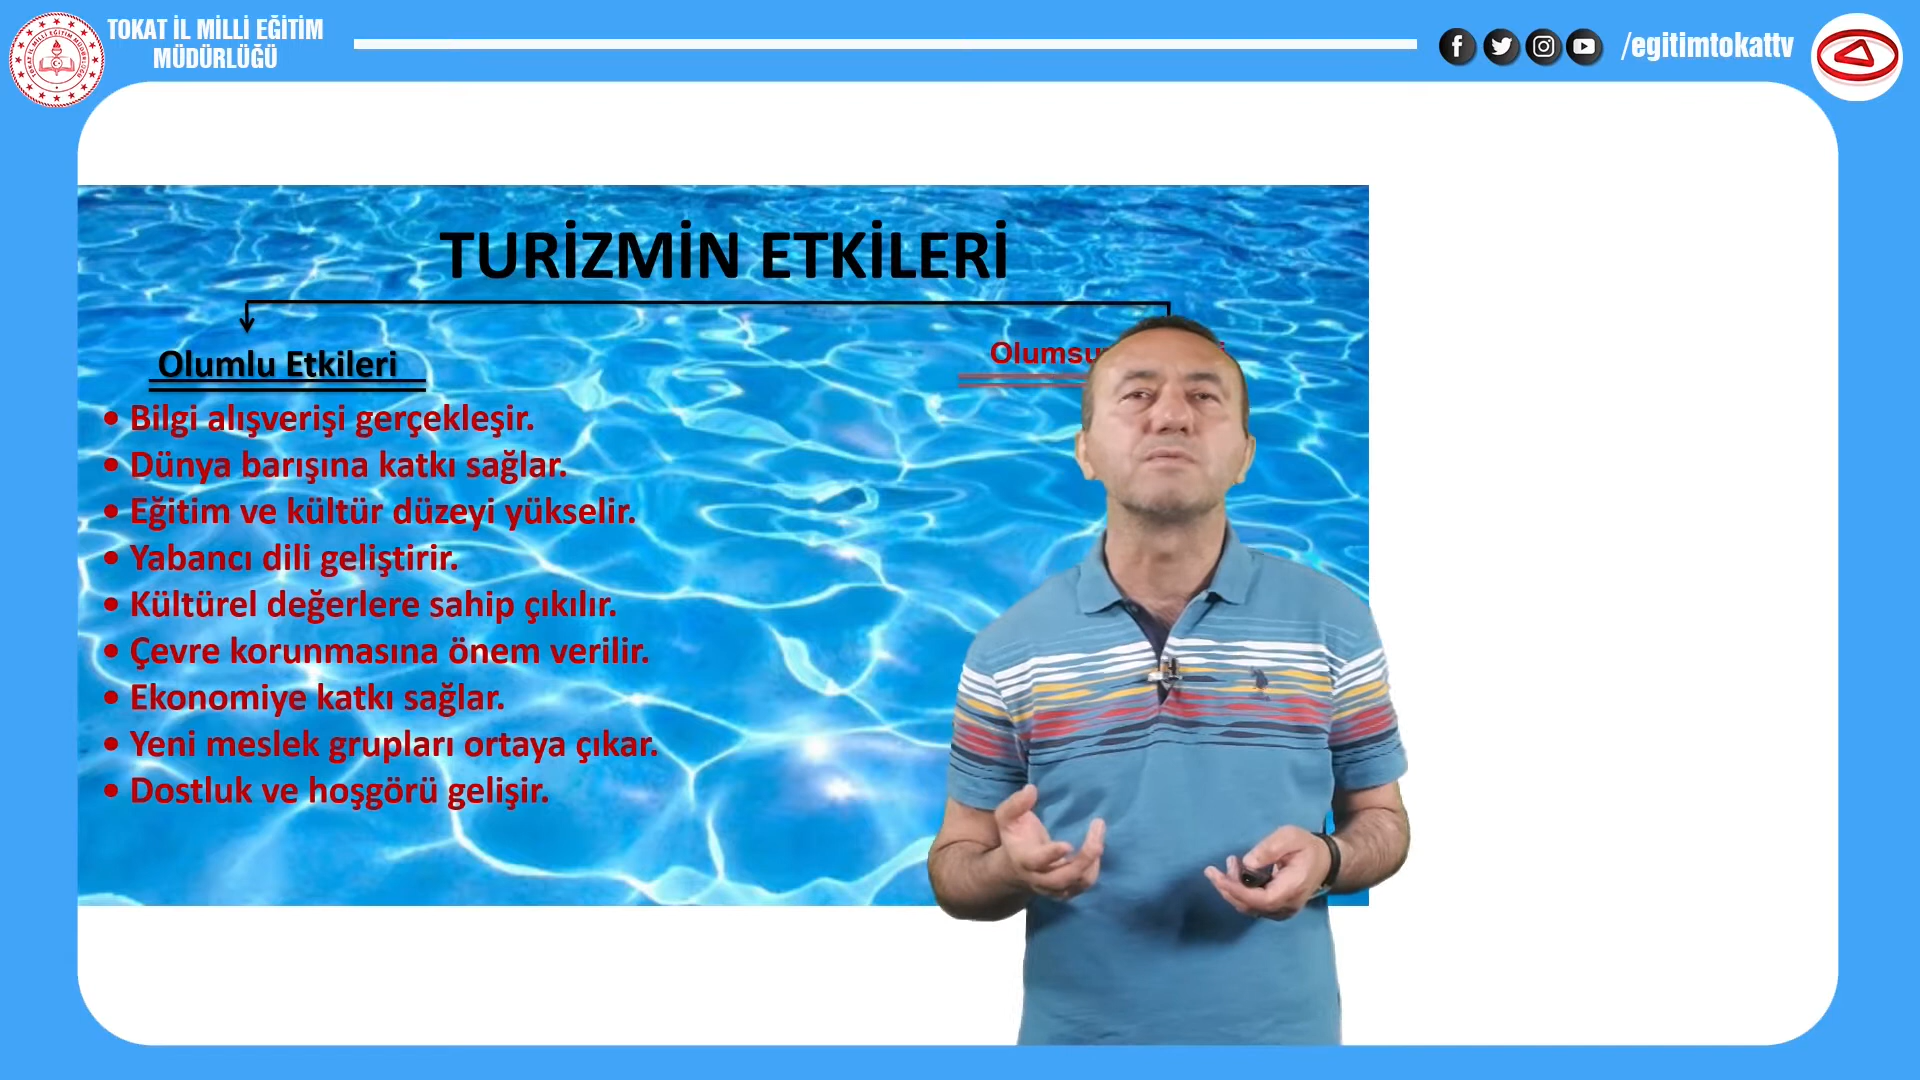 TOKAT İL MİLLİ EĞİTİM
MÜDÜRLÜĞÜ
/egitimtokattv
TURİZMİN ETKİLERİ
Olumlu Etkileri
• Bilgi alışverişi gerçekleşir.
• Dünya barışına katkı sağlar.
• Eğitim ve kültür düzeyi yükselir.
• Yabancı dili geliştirir.
• Kültürel değerlere sahip çıkılır.
• Çevre korunmasına önem verilir.
• Ekonomiye katkı sağlar.
• Yeni meslek grupları ortaya çıkar.
• Dostluk ve hoşgörü gelişir.